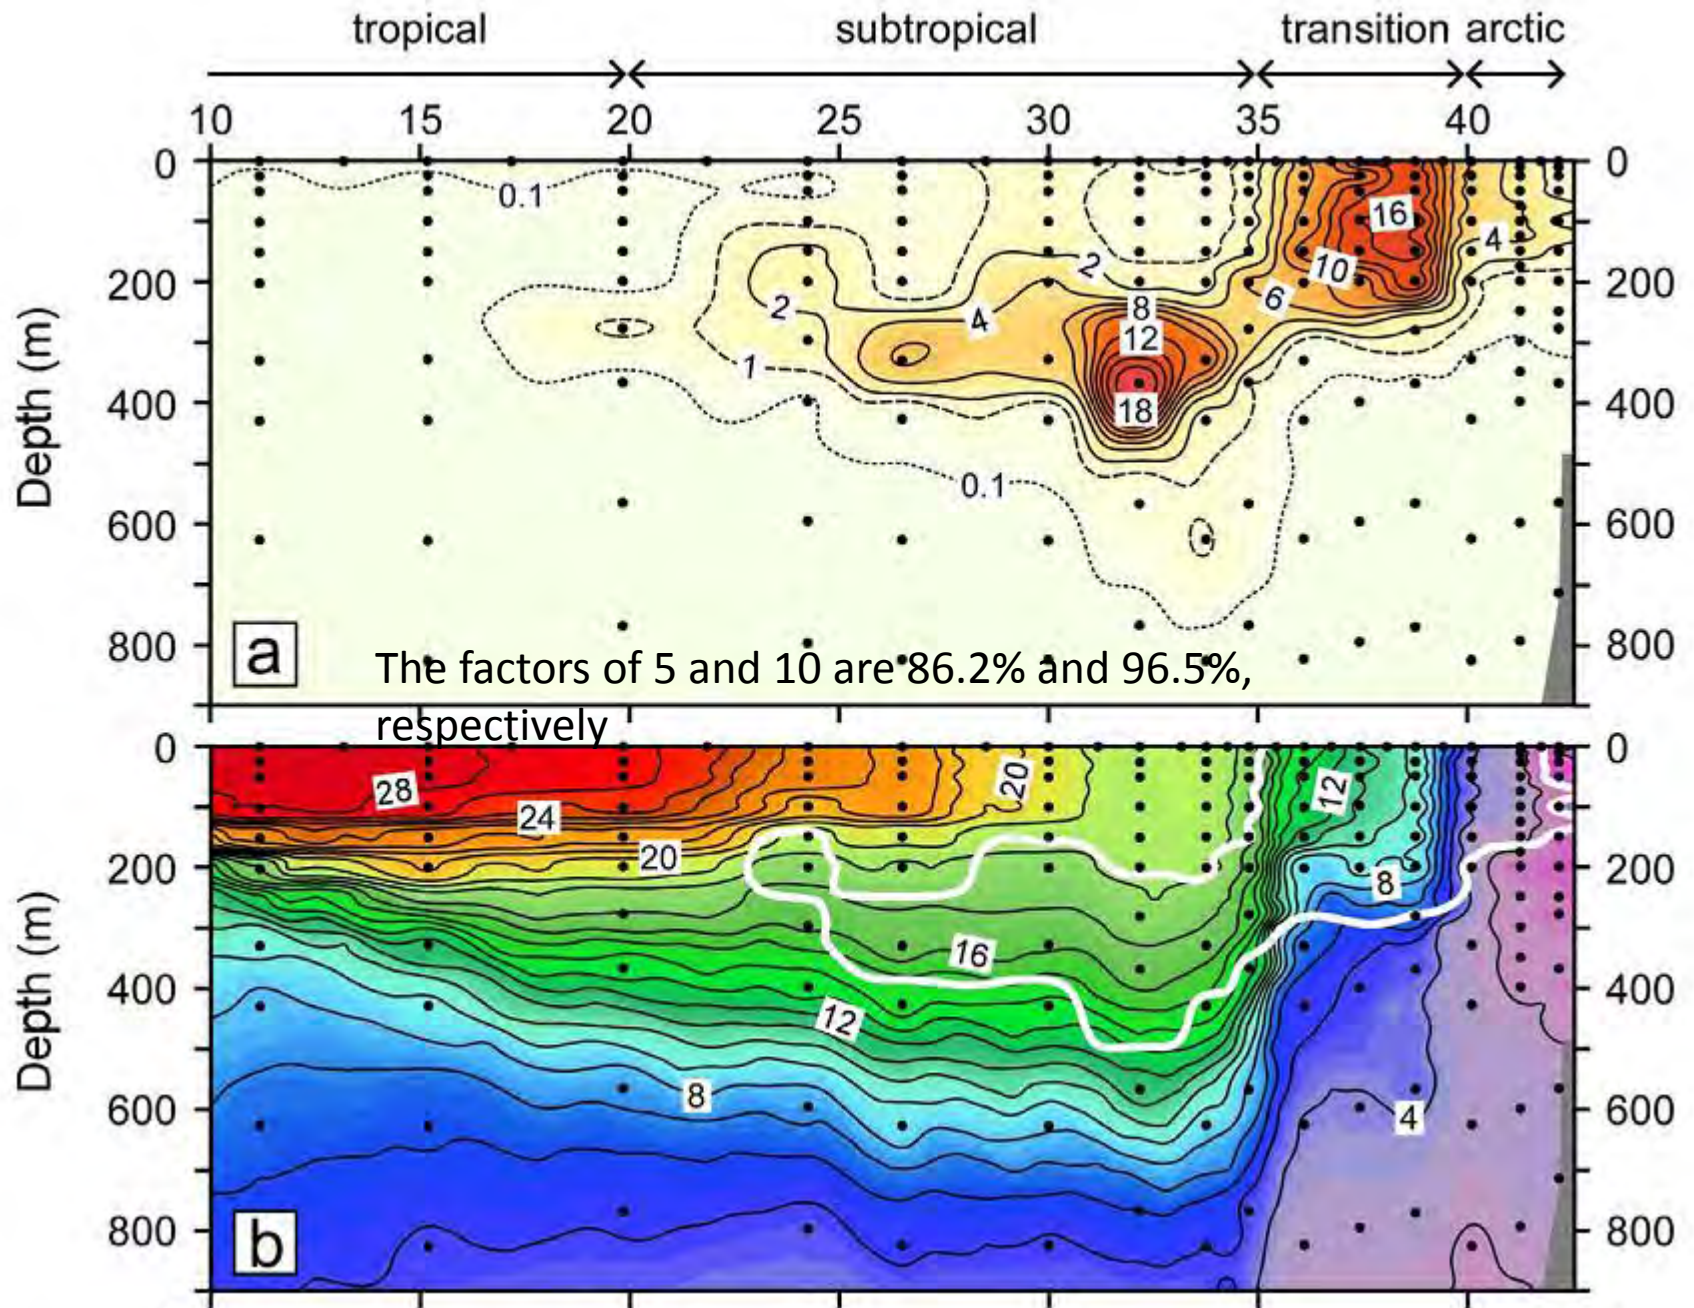 tropical subtropical transition arctic
10 15 20 25 30 35 40
0 0
0.1
16
4
200 2 10 200
2 4 8 6
12
1
400 18 400
0.1
600 600
800 800
Depth (m)
a
The factors of 5 and 10 are 86.2% and 96.5%,
respectively
0 0
28 20 12
24
200 20 8 200
16
400 400
12
8
600 4 600
800 800
Depth (m)
b